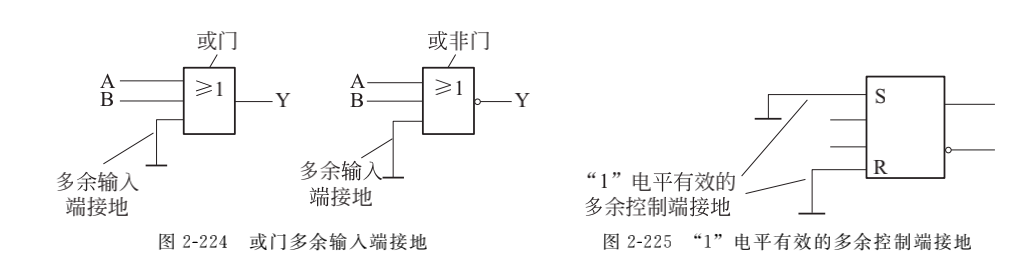 或门
A
B
≥1
Y
多余输入
端接地
或非门
A
B
≥1
Y
多余输入
端接地
图 2-224 或门多余输入端接地
S
R
“1”电平有效的
多余控制端接地
图 2-225 “1”电平有效的多余控制端接地